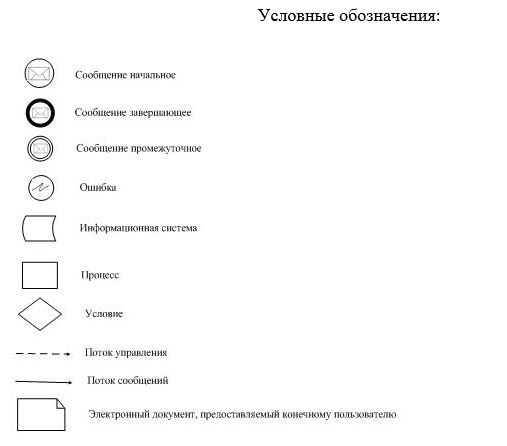 Условные обозначения:
Сообщение начальное
Сообщение завершающее
Сообщение промежуточное
Ошибка
Информационная система
Процесс
Условие
Поток управления
Поток сообщений
Электронный документ, предоставляемый конечному пользователю